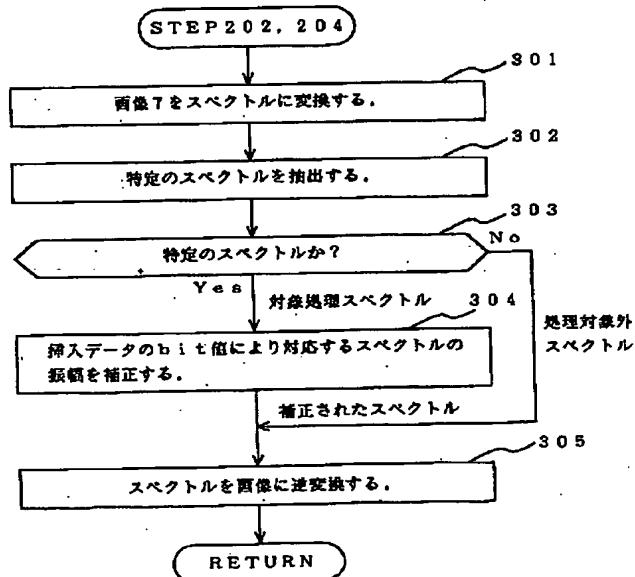 STEP202, 204
301
画像7をスペクトルに変換する.
302
特定のスペクトルを抽出する.
303
特定のスペクトルか?
No
Yes
対線処理スペクトル
304
処理対象外
スペクトル
挿入データのbit値により対応するスペクトルの
振幅を補正する.
補正されたスペクトル
305
スペクトルを画像に逆変換する.
RETURN